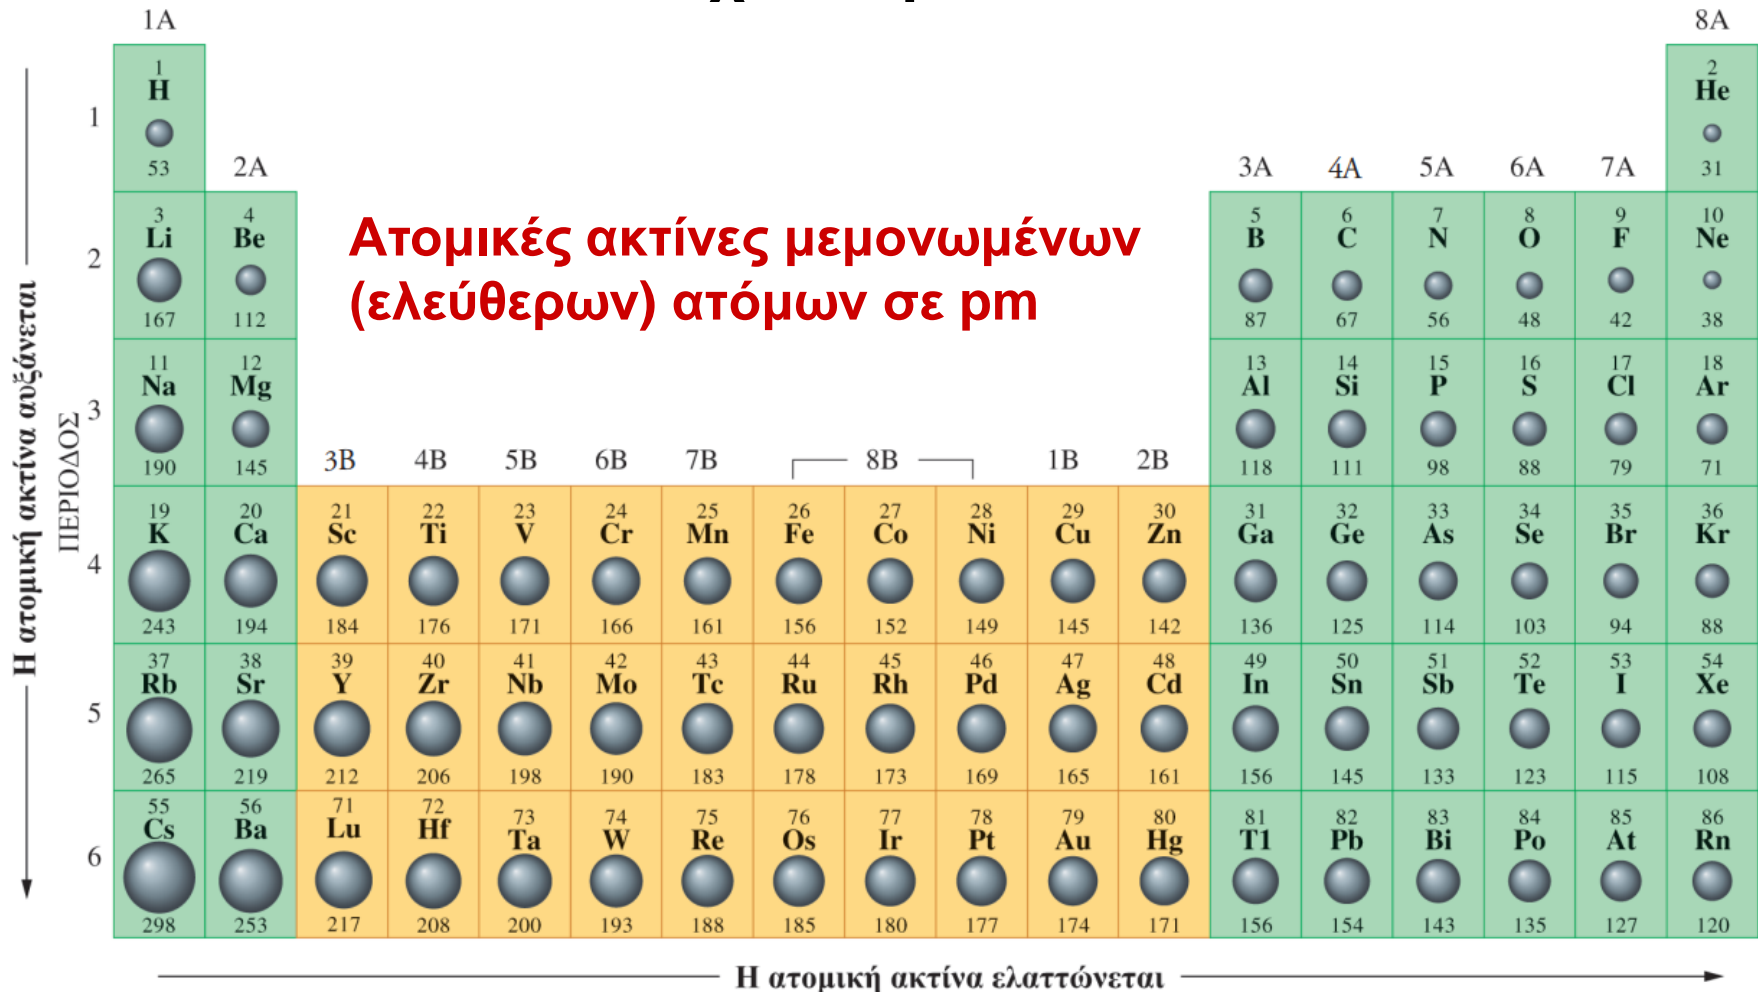 1A
8A
1
H
53
2
He
31
1
2A
3A
4A
5A
6A
7A
3
Li
167
4
Be
112
Ατομικές ακτίνες μεμονωμένων
(ελεύθερων) ατόμων σε pm
5
B
87
6
C
67
7
N
56
8
O
48
9
F
42
10
Ne
38
2
11
Na
190
12
Mg
145
13
Al
118
14
Si
111
15
P
98
16
S
88
17
Cl
79
18
Ar
71
3
3B
4B
5B
6B
7B
8B
1B
2B
19
K
243
20
Ca
194
21
Sc
184
22
Ti
176
23
V
171
24
Cr
166
25
Mn
161
26
Fe
156
27
Co
152
28
Ni
149
29
Cu
145
30
Zn
142
31
Ga
136
32
Ge
125
33
As
114
34
Se
103
35
Br
94
36
Kr
88
4
37
Rb
265
38
Sr
219
39
Y
212
40
Zr
206
41
Nb
198
42
Mo
190
43
Tc
183
44
Ru
178
45
Rh
173
46
Pd
169
47
Ag
165
48
Cd
161
49
In
156
50
Sn
145
51
Sb
133
52
Te
123
53
I
115
54
Xe
108
5
55
Cs
298
56
Ba
253
71
Lu
217
72
Hf
208
73
Ta
200
74
W
193
75
Re
188
76
Os
185
77
Ir
180
78
Pt
177
79
Au
174
80
Hg
171
81
T1
156
82
Pb
154
83
Bi
143
84
Po
135
85
At
127
86
Rn
120
6
ΠΕΡΙΟΔΟΣ
Η ατομική ακτίνα αυξάνεται
Η ατομική ακτίνα ελαττώνεται